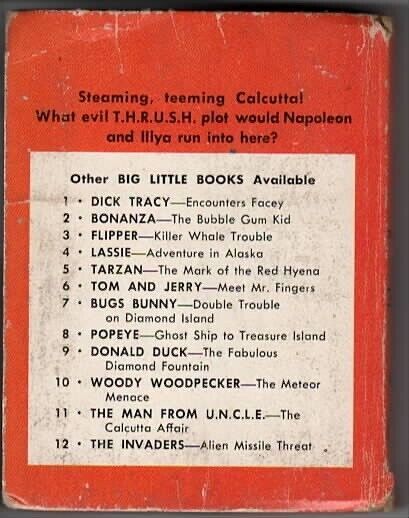 Steaming, teeming Calcutta!
What evil T.H.R.U.S.H. plot would Napoleon
and Illya run into here?
Other BIG LITTLE BOOKS Available
1 • DICK TRACY—Encounters Facey
2 • BONANZA—The Bubble Gum Kid
3 • FLIPPER—Killer Whale Trouble
4 • LASSIE—Adventure in Alaska
5 • TARZAN—The Mark of the Red Hyena
6 • TOM AND JERRY—Meet Mr. Fingers
7 • BUGS BUNNY—Double Trouble
on Diamond Island
8 • POPEYE—Ghost Ship to Treasure Island
9 • DONALD DUCK—The Fabulous
Diamond Fountain
10 • WOODY WOODPECKER—The Meteor
Menace
11 • THE MAN FROM U.N.C.L.E.—The
Calcutta Affair
12 • THE INVADERS—Alien Missile Threat